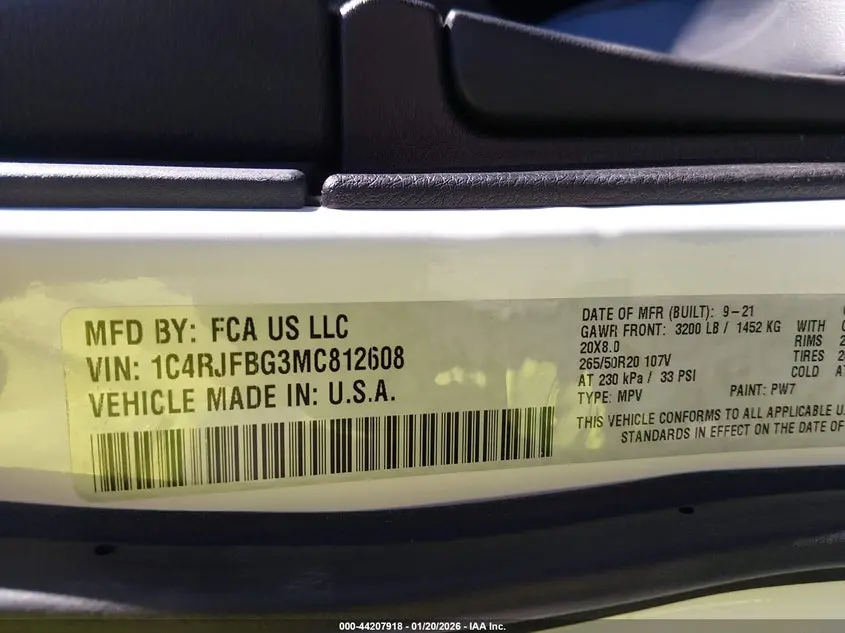 MFD BY: FCA US LLC
VIN: 1C4RJFBG3MC812608
VEHICLE MADE IN: U.S.A.
DATE OF MFR (BUILT): 9-21
GAWR FRONT: 3200 LB / 1452 KG WITH
20X8.0 RIMS
265/50R20 107V TIRES
AT 230 kPa / 33 PSI COLD
TYPE: MPV PAINT: PW7
THIS VEHICLE CONFORMS TO ALL APPLICABLE
STANDARDS IN EFFECT ON THE DATE OF
000-44207918 - 01/20/2026 - IAA Inc.